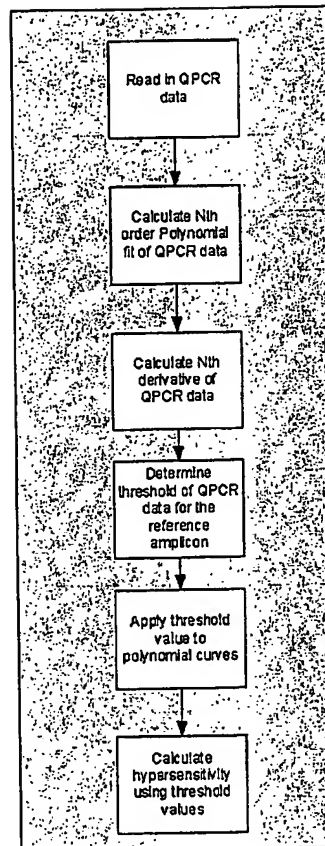 Read in QPCR
data
Calculate Nth
order Polynomial
fit of QPCR data
Calculate Nth
derivative of
QPCR data
Determine
threshold of QPCR
data for the
reference
amplicon
Apply threshold
value to
polynomial curves
Calculate
hypersensitivity
using threshold
values